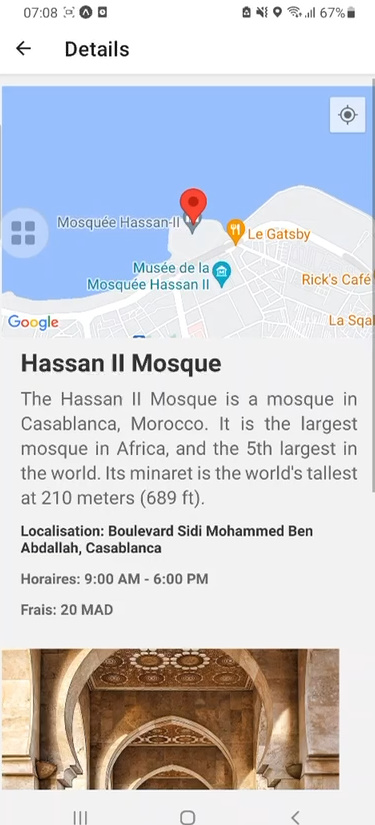 07:08 67%
Details
Mosquée Hassan-II
Le Gatsby
Musée de la
Mosquée Hassan II
Rick's Café
Google
La Sqal
Hassan II Mosque
The Hassan II Mosque is a mosque in
Casablanca, Morocco. It is the largest
mosque in Africa, and the 5th largest in
the world. Its minaret is the world's tallest
at 210 meters (689 ft).
Localisation: Boulevard Sidi Mohammed Ben
Abdallah, Casablanca
Horaires: 9:00 AM - 6:00 PM
Frais: 20 MAD